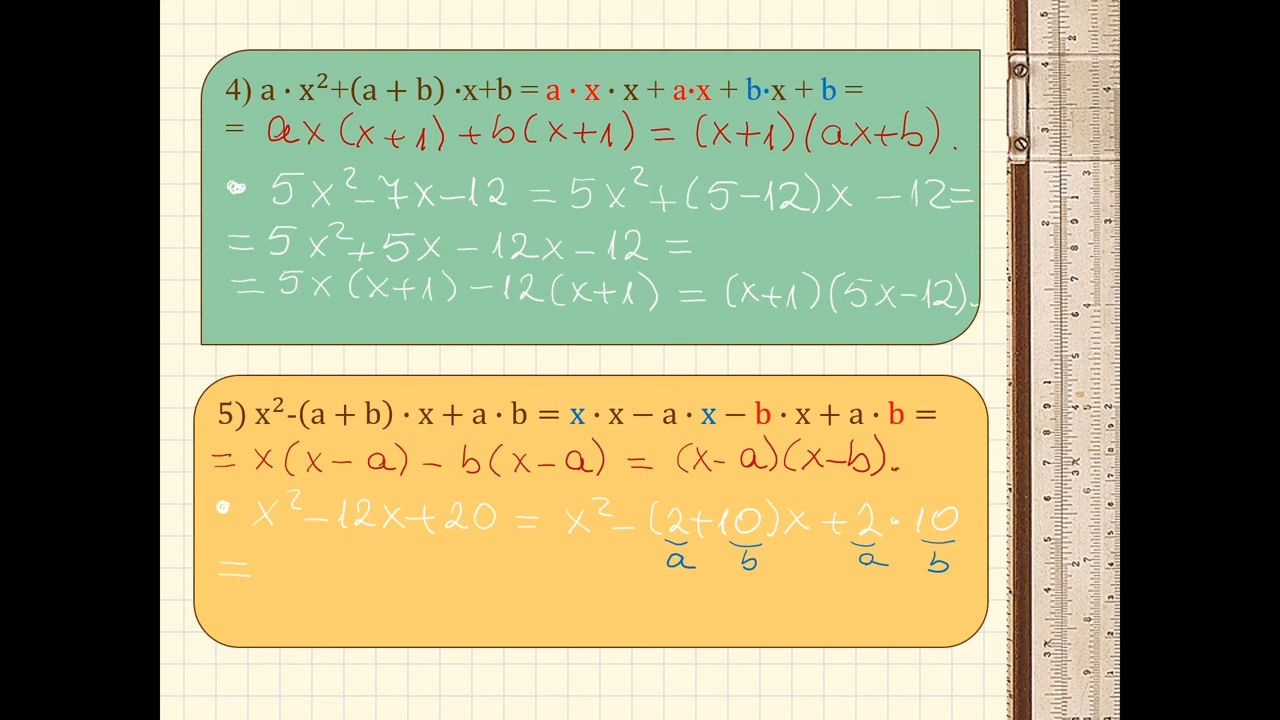 4) a · x²+(a + b) ·x+b = a · x · x + a·x + b·x + b =
= ax(x+1)+b(x+1) = (x+1)(ax+b).
• 5x²-7x-12 = 5x²+(5-12)x -12=
= 5x²+5x-12x-12 =
= 5x(x+1)-12(x+1) = (x+1)(5x-12).
5) x²-(a + b) · x + a · b = x · x − a · x − b · x + a · b =
= x(x-a) - b(x-a) = (x-a)(x-b).
• x²-12x+20 = x²-(2+10)x+2·10
a b a b
=